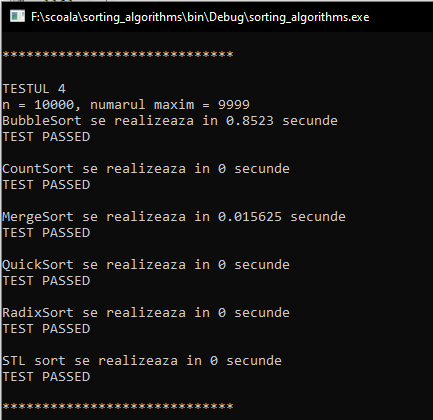 F:\scoala\sorting_algorithms\bin\Debug\sorting_algorithms.exe
*****************************
TESTUL 4
n = 10000, numarul maxim = 9999
BubbleSort se realizeaza in 0.8523 secunde
TEST PASSED
CountSort se realizeaza in 0 secunde
TEST PASSED
MergeSort se realizeaza in 0.015625 secunde
TEST PASSED
QuickSort se realizeaza in 0 secunde
TEST PASSED
RadixSort se realizeaza in 0 secunde
TEST PASSED
STL sort se realizeaza in 0 secunde
TEST PASSED
*****************************